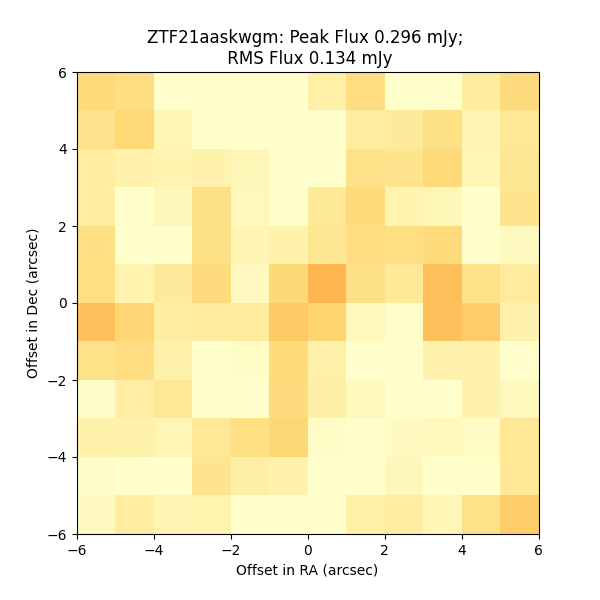 ZTF21aaskwgm: Peak Flux 0.296 mJy;
RMS Flux 0.134 mJy
6
4
2
0
−2
−4
−6
Offset in Dec (arcsec)
−6 −4 −2 0 2 4 6
Offset in RA (arcsec)